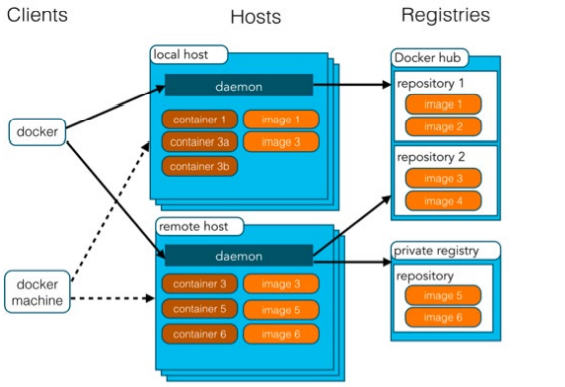 Clients
Hosts
Registries
local host
daemon
container 1
image 1
container 3a
image 3
container 3b
docker
docker
machine
remote host
daemon
container 3
image 3
container 5
image 5
container 6
image 6
Docker hub
repository 1
image 1
image 2
repository 2
image 3
image 4
private registry
repository
image 5
image 6